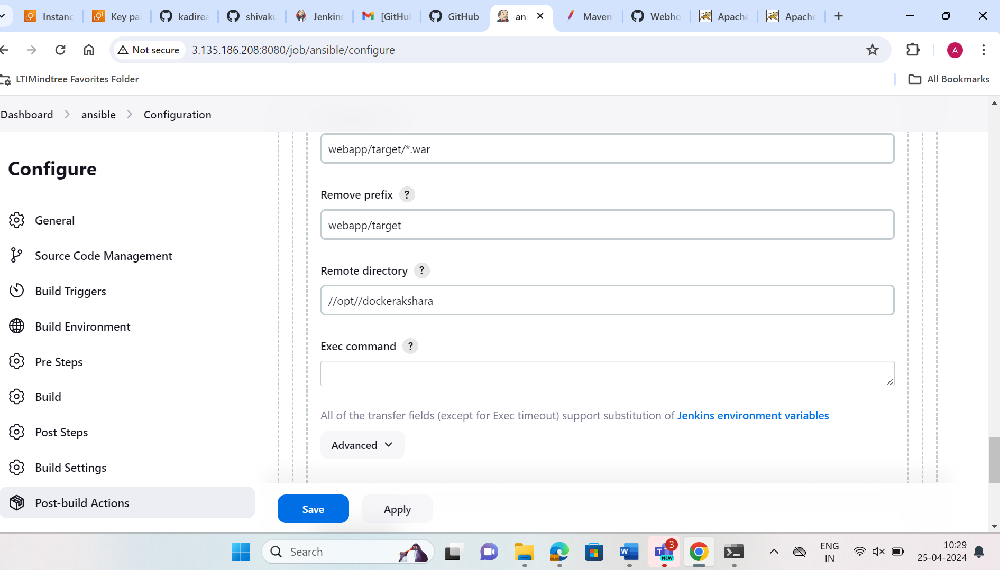 Instanc
Key pai
kadirea
shivaku
Jenkins
[GitHul
GitHub
an
Maven
Webho
Apache
Apache
Not secure
3.135.186.208:8080/job/ansible/configure
A
LTIMindtree Favorites Folder
All Bookmarks
Dashboard > ansible > Configuration
Configure
General
Source Code Management
Build Triggers
Build Environment
Pre Steps
Build
Post Steps
Build Settings
Post-build Actions
webapp/target/*.war
Remove prefix ?
webapp/target
Remote directory ?
//opt//dockerakshara
Exec command ?
All of the transfer fields (except for Exec timeout) support substitution of Jenkins environment variables
Advanced
Save
Apply
Search
W
T
3
NEW
ENG
IN
10:29
25-04-2024